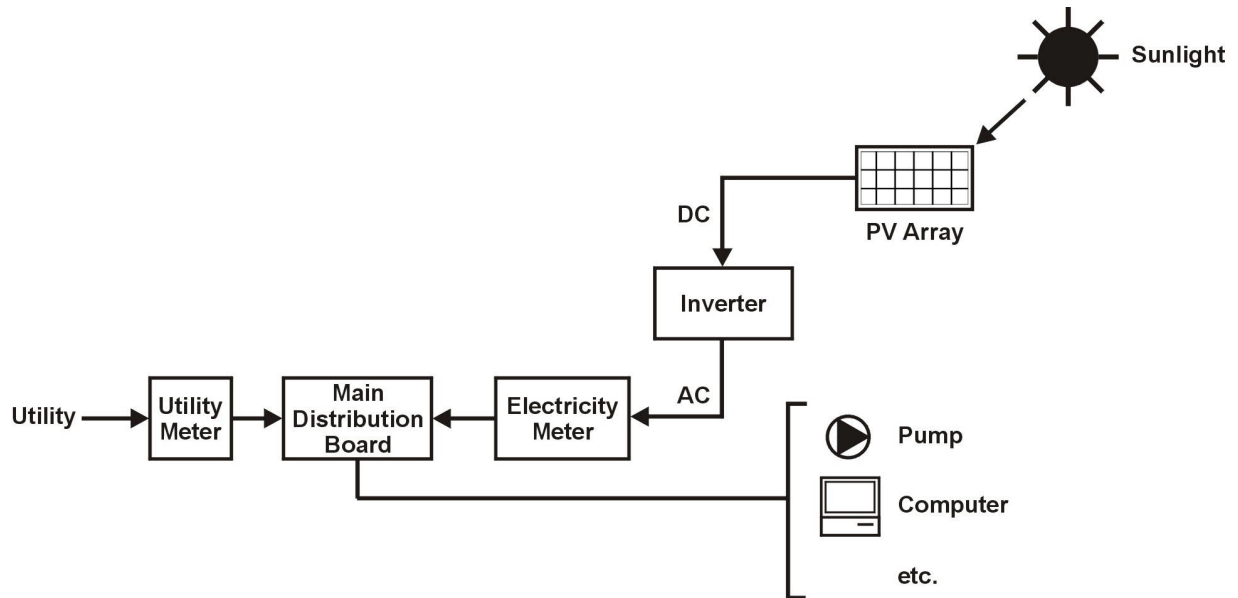 Sunlight
PV Array
DC
Inverter
AC
Utility
Utility
Meter
Main
Distribution
Board
Electricity
Meter
Pump
Computer
etc.